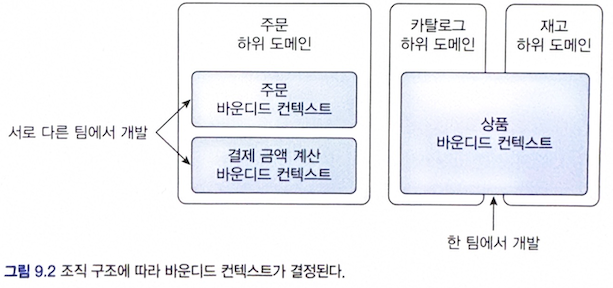 주문
하위 도메인
주문
바운디드 컨텍스트
결제 금액 계산
바운디드 컨텍스트
서로 다른 팀에서 개발
카탈로그
하위 도메인
재고
하위 도메인
상품
바운디드 컨텍스트
한 팀에서 개발
그림 9.2 조직 구조에 따라 바운디드 컨텍스트가 결정된다.